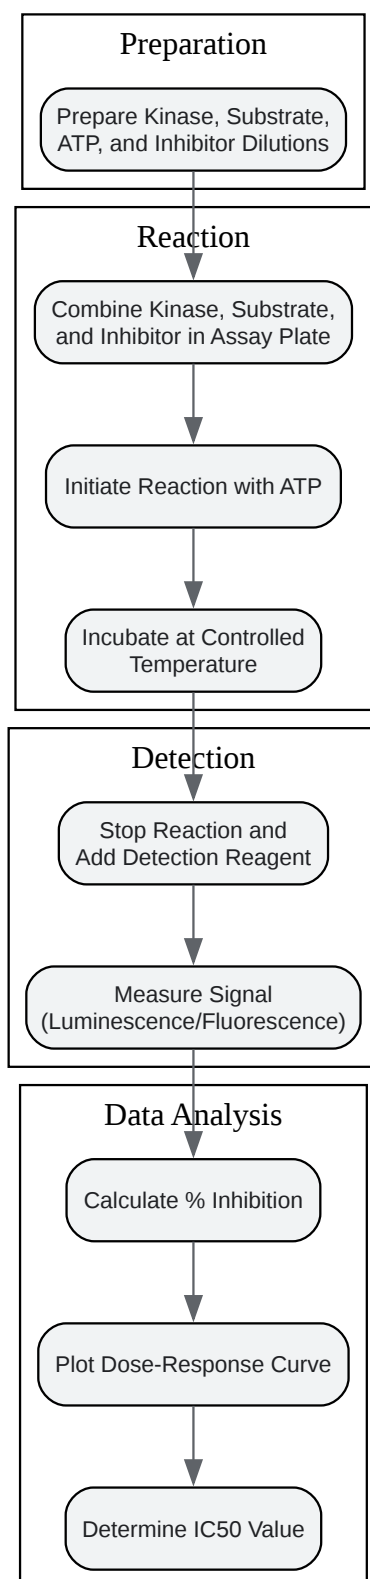 Preparation
Prepare Kinase, Substrate,
ATP, and Inhibitor Dilutions
Reaction
Combine Kinase, Substrate,
and Inhibitor in Assay Plate
Initiate Reaction with ATP
Incubate at Controlled
Temperature
Detection
Stop Reaction and
Add Detection Reagent
Measure Signal
(Luminescence/Fluorescence)
Data Analysis
Calculate % Inhibition
Plot Dose-Response Curve
Determine IC50 Value